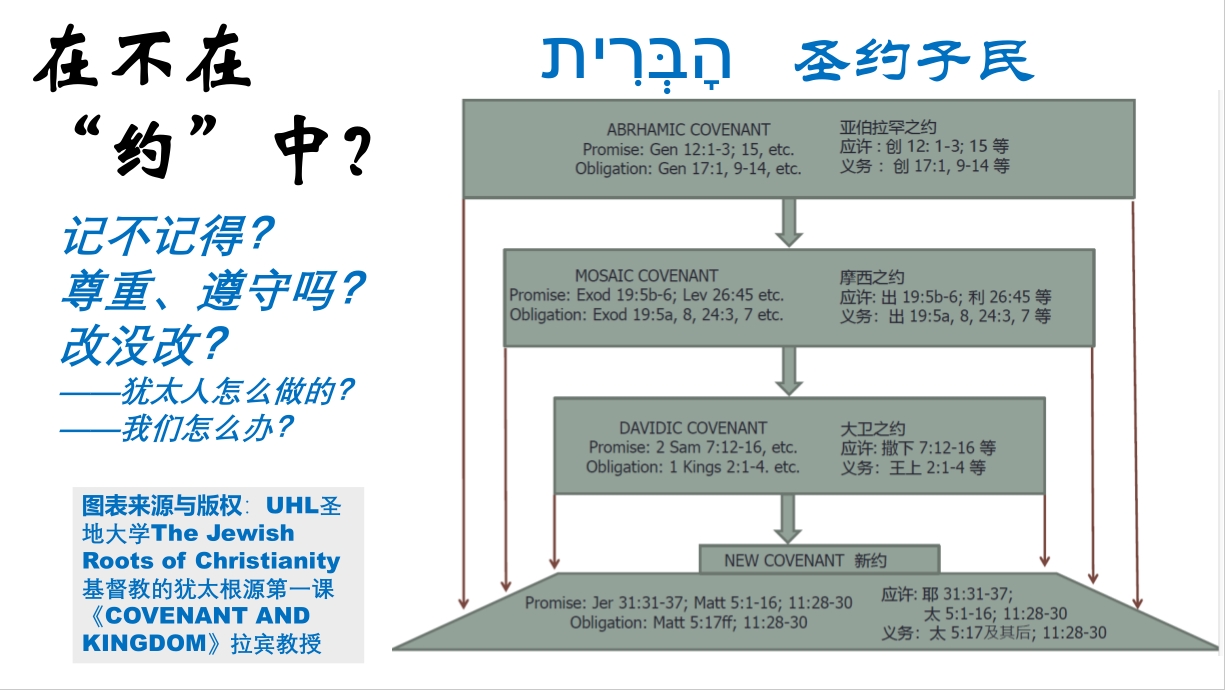 在不在
“约” 中?
记不记得?
尊重、遵守吗?
改没改?
——犹太人怎么做的?
——我们怎么办?
图表来源与版权：UHL圣
地大学The Jewish
Roots of Christianity
基督教的犹太根源第一课
《COVENANT AND
KINGDOM》拉宾教授
הָבְּרִית 圣约子民
ABRHAMIC COVENANT
Promise: Gen 12:1-3; 15, etc.
Obligation: Gen 17:1, 9-14, etc.
亚伯拉罕之约
应许 : 创 12: 1-3; 15 等
义务 ：创 17:1, 9-14 等
MOSAIC COVENANT
Promise: Exod 19:5b-6; Lev 26:45 etc.
Obligation: Exod 19:5a, 8, 24:3, 7 etc.
摩西之约
应许: 出 19:5b-6; 利 26:45 等
义务：出 19:5a, 8, 24:3, 7 等
DAVIDIC COVENANT
Promise: 2 Sam 7:12-16, etc.
Obligation: 1 Kings 2:1-4. etc.
大卫之约
应许: 撒下 7:12-16 等
义务：王上 2:1-4 等
NEW COVENANT 新约
Promise: Jer 31:31-37; Matt 5:1-16; 11:28-30
Obligation: Matt 5:17ff; 11:28-30
应许: 耶 31:31-37;
太 5:1-16; 11:28-30
义务：太 5:17及其后; 11:28-30